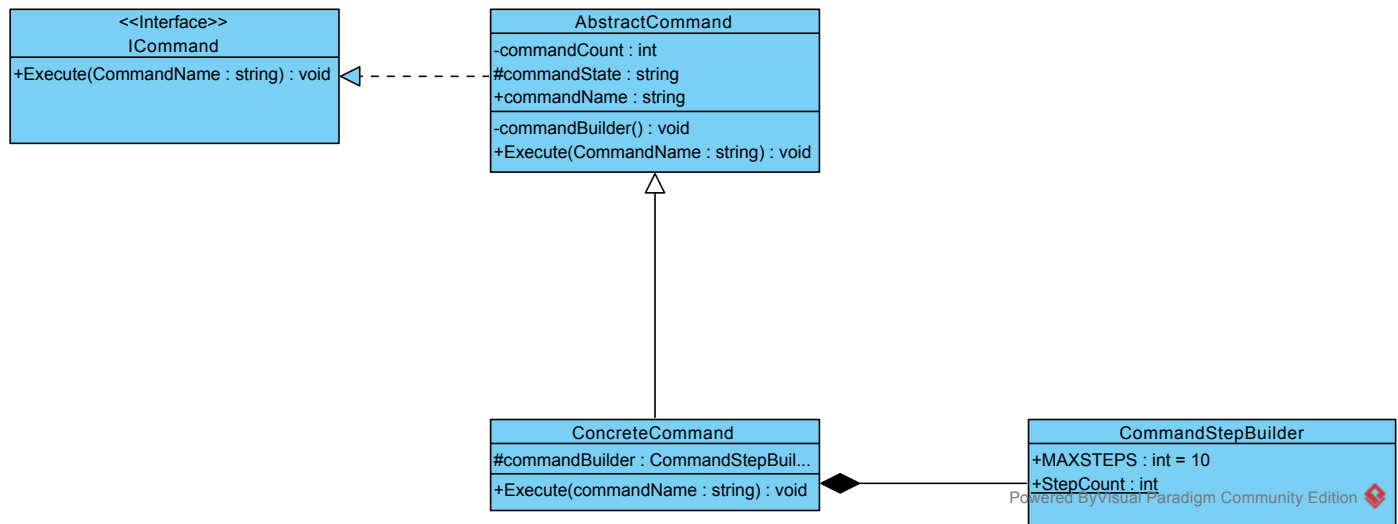 <<Interface>>
ICommand
+Execute(CommandName : string) : void
AbstractCommand
-commandCount : int
#commandState : string
+commandName : string
-commandBuilder() : void
+Execute(CommandName : string) : void
ConcreteCommand
#commandBuilder : CommandStepBuil...
+Execute(commandName : string) : void
CommandStepBuilder
+MAXSTEPS : int = 10
+StepCount : int
Powered ByVisual Paradigm Community Edition